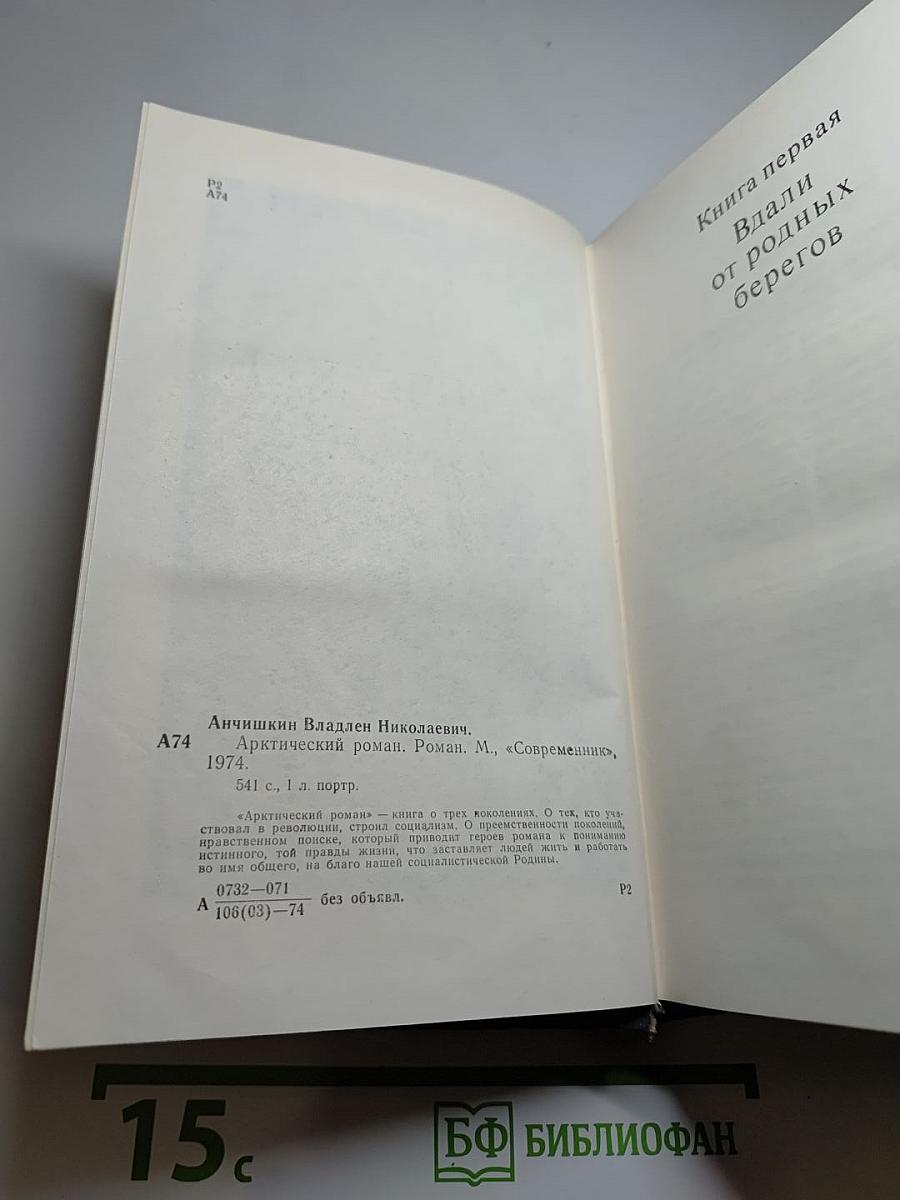 Р2
А74
Анчишкин Владлен Николаевич.
А74 Арктический роман. Роман. М., «Современник»,
1974.
541 с., 1 л. портр.
«Арктический роман» — книга о трех поколениях. О тех, кто уча-
ствовал в революции, строил социализм. О преемственности поколений,
нравственном поиске, который приводит героев романа к пониманию
истинного, той правды жизни, что заставляет людей жить и работать
во имя общего, на благо нашей социалистической Родины.
А 0732—071
106(03)—74 без объявл.
Р2
Книга первая
Вдали
от родных
берегов
15 с
БФ БИБЛИОФАН